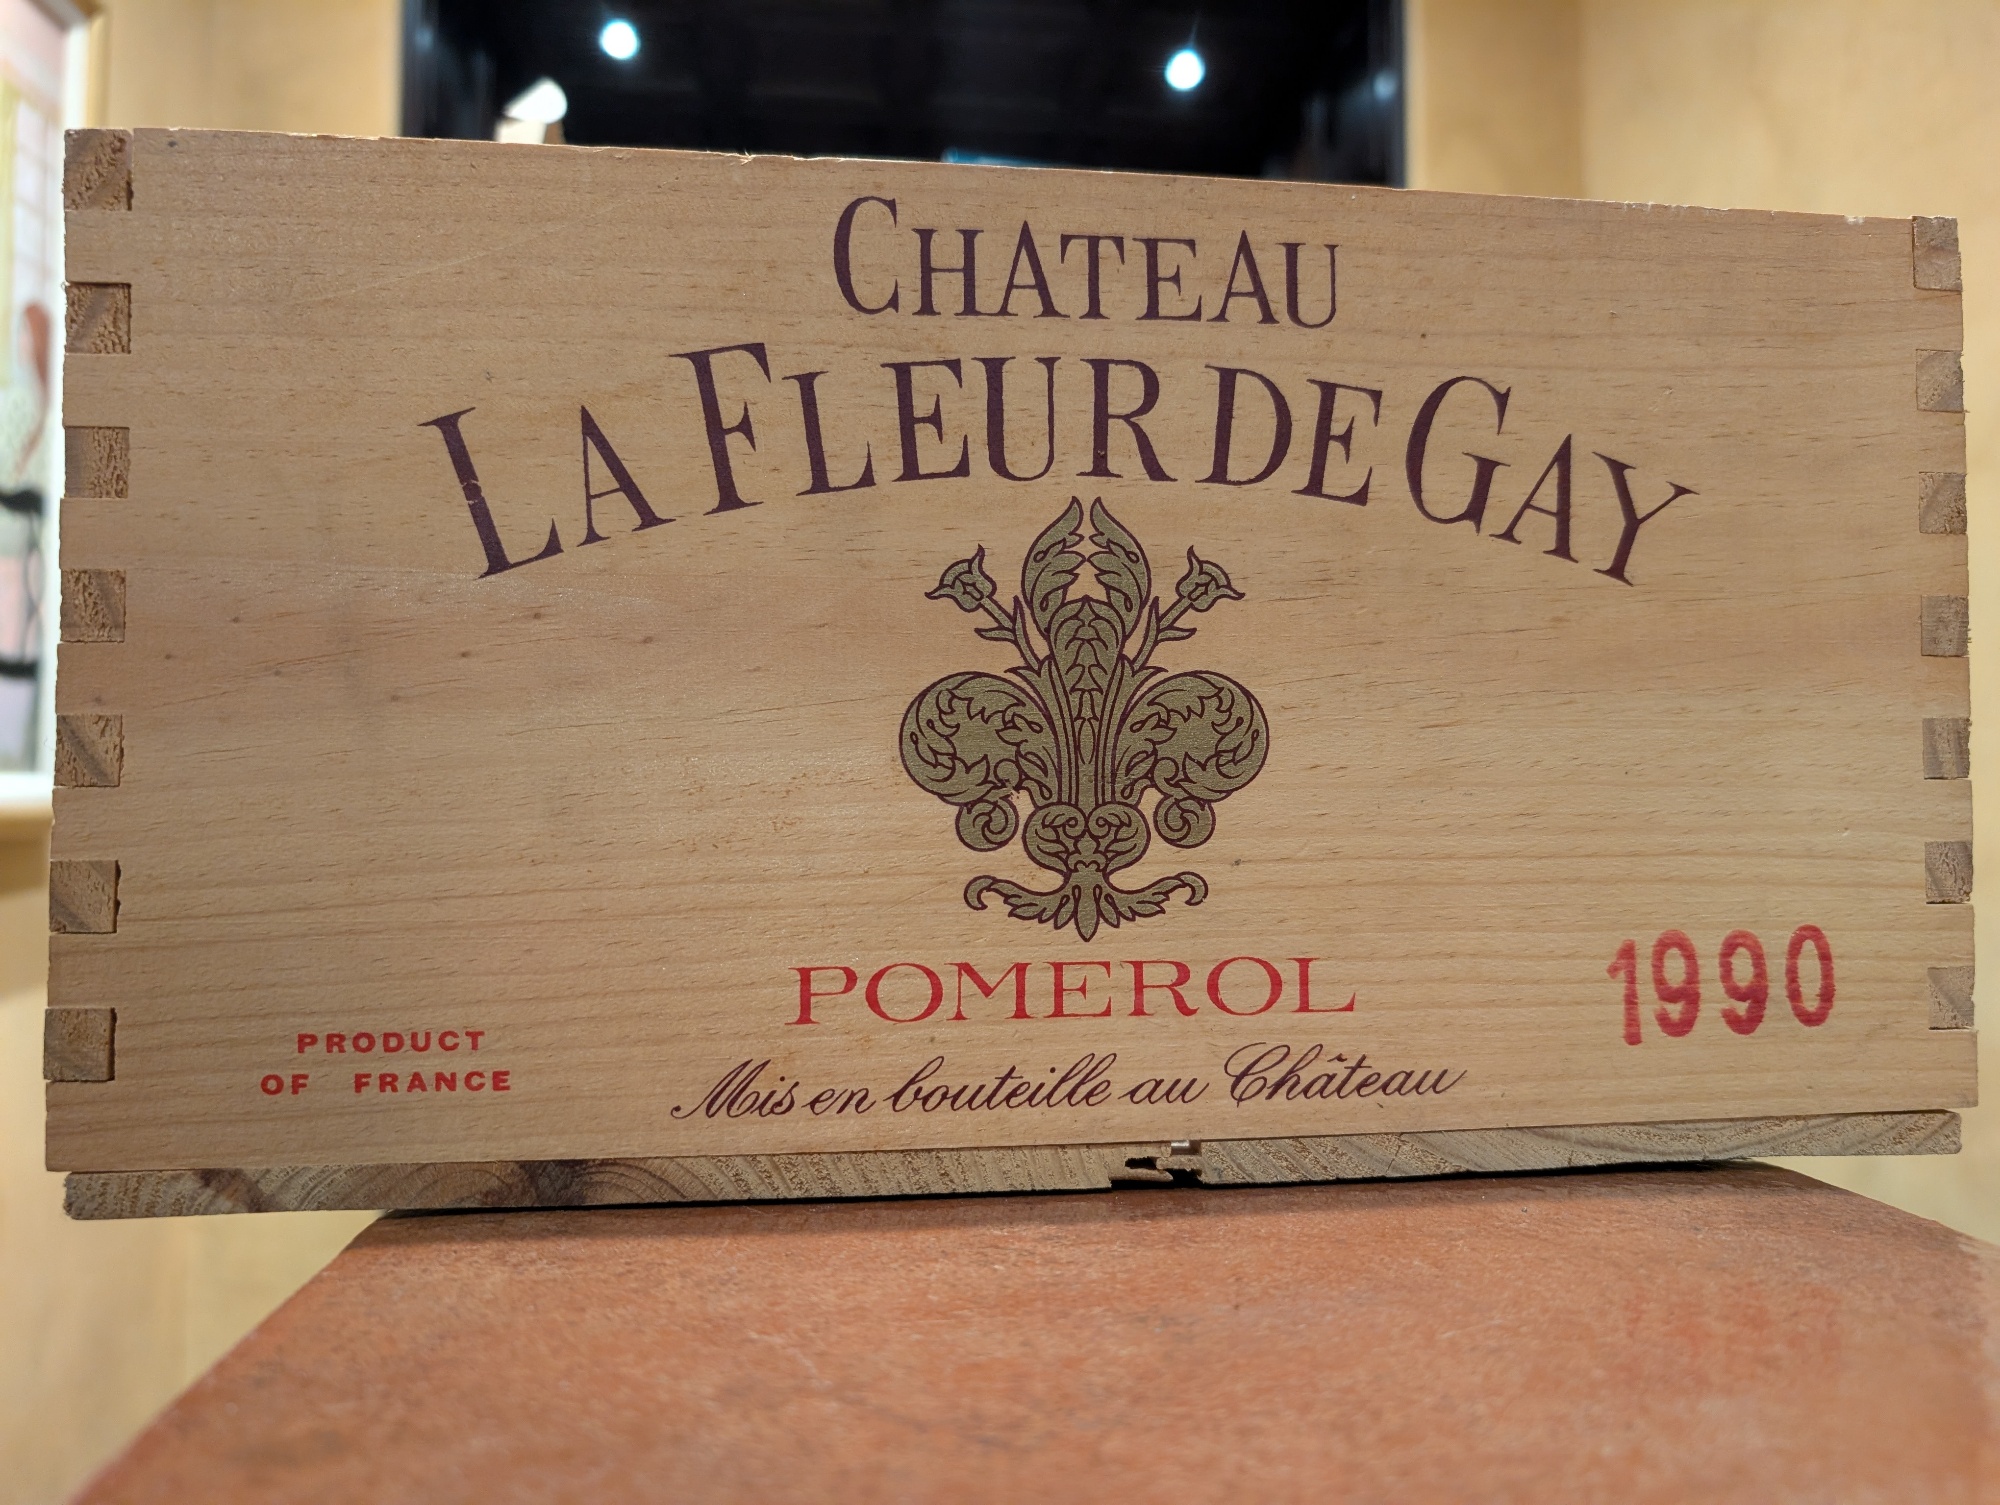 CHATEAU
LA FLEUR DE GAY
POMEROL
1990
PRODUCT
OF FRANCE
Mis en bouteille au Château